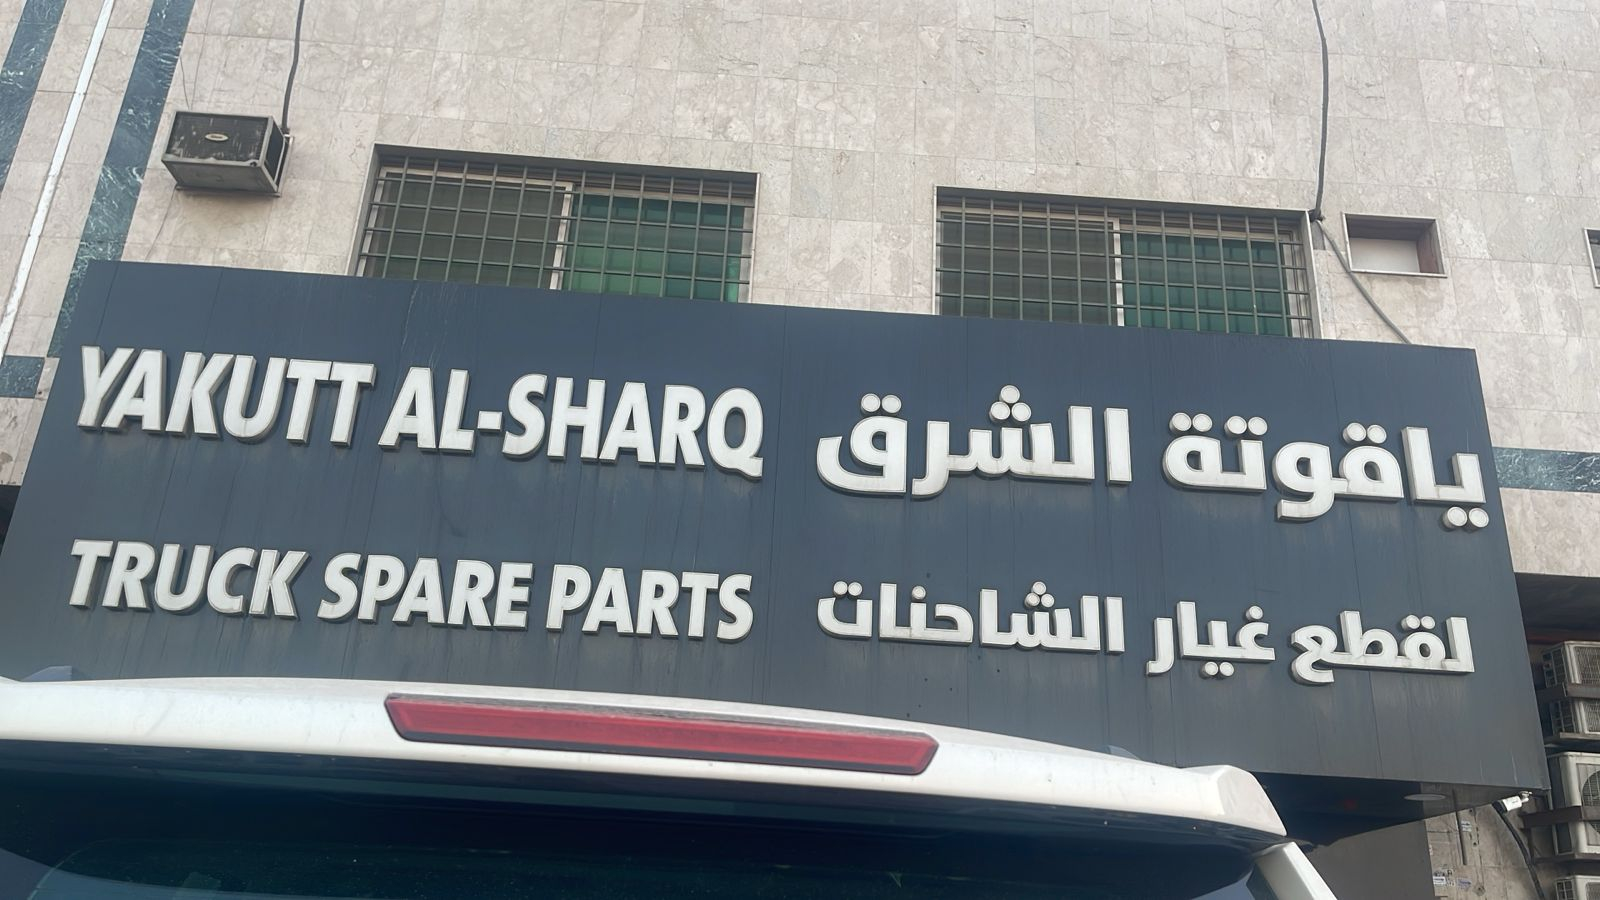 YAKUTT AL-SHARQ
ياقوتة الشرق
TRUCK SPARE PARTS
لقطع غيار الشاحنات